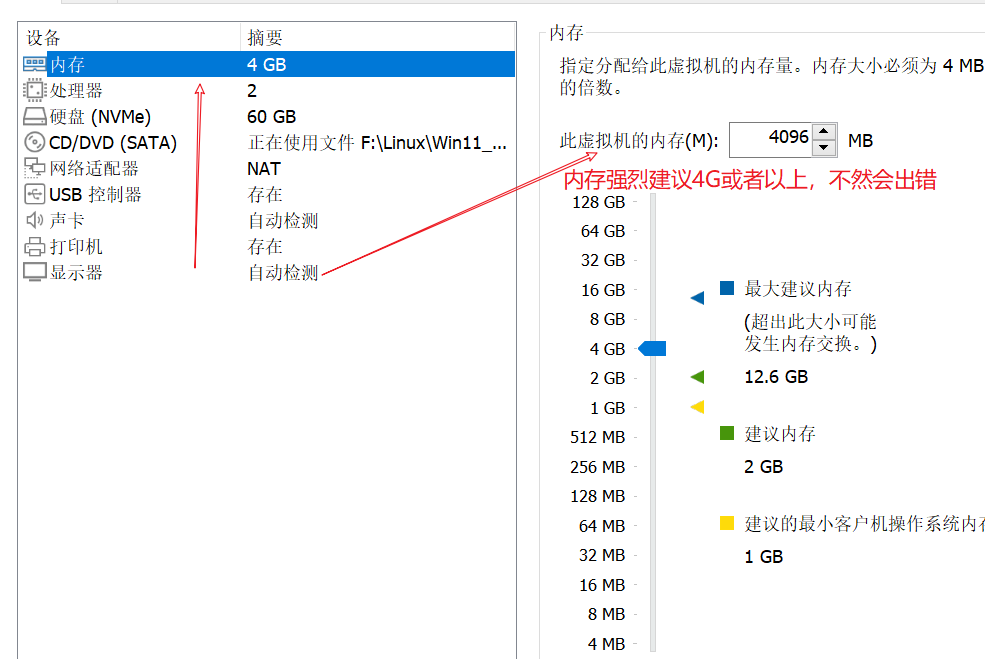 设备 摘要
内存 4 GB
处理器 2
硬盘 (NVMe) 60 GB
CD/DVD (SATA) 正在使用文件 F:\Linux\Win11_...
网络适配器 NAT
USB 控制器 存在
声卡 自动检测
打印机 存在
显示器 自动检测
内存
指定分配给此虚拟机的内存量。内存大小必须为 4 MB
的倍数。
此虚拟机的内存(M): 4096 MB
内存强烈建议4G或者以上，不然会出错
128 GB
64 GB
32 GB
16 GB
8 GB
4 GB
2 GB
1 GB
512 MB
256 MB
128 MB
64 MB
32 MB
16 MB
8 MB
4 MB
最大建议内存
(超出此大小可能
发生内存交换。)
12.6 GB
建议内存
2 GB
建议的最小客户机操作系统内存
1 GB